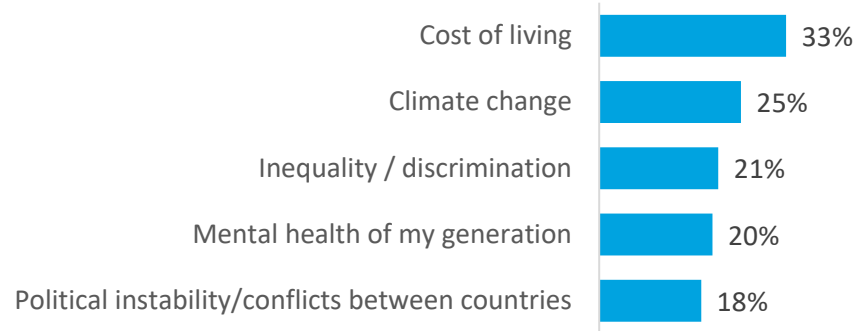 Cost of living 33%
Climate change 25%
Inequality / discrimination 21%
Mental health of my generation 20%
Political instability/conflicts between countries 18%